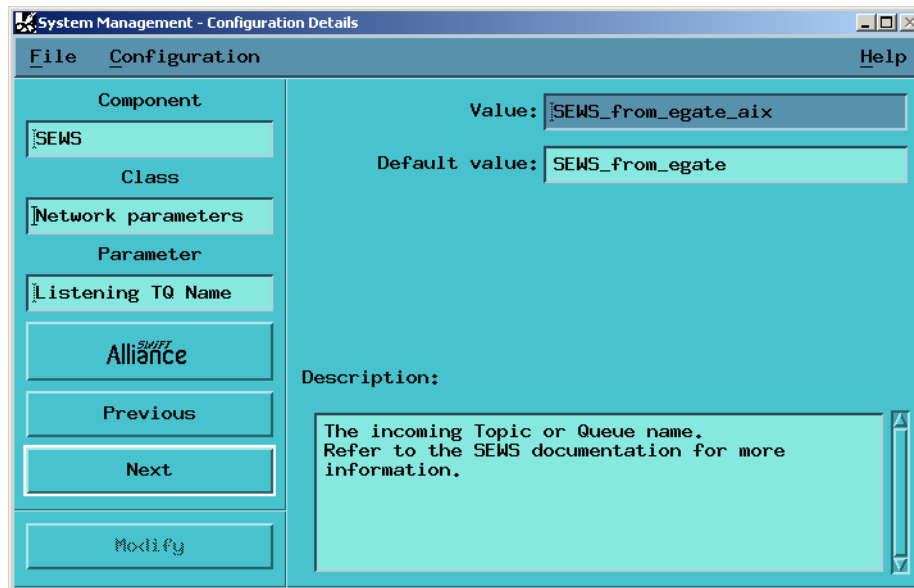 System Management - Configuration Details
File Configuration Help
Component
SEWS
Class
Network parameters
Parameter
Listening TQ Name
SWIFT
Alliance
Previous
Next
Modify
Value: SEWS_from_egate_aix
Default value: SEWS_from_egate
Description:
The incoming Topic or Queue name.
Refer to the SEWS documentation for more
information.